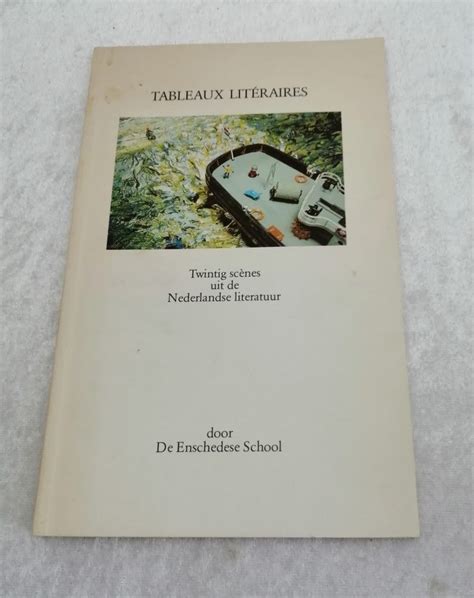 TABLEAUX LITÉRAIRES
Twintig scènes
uit de
Nederlandse literatuur
door
De Enschedese School